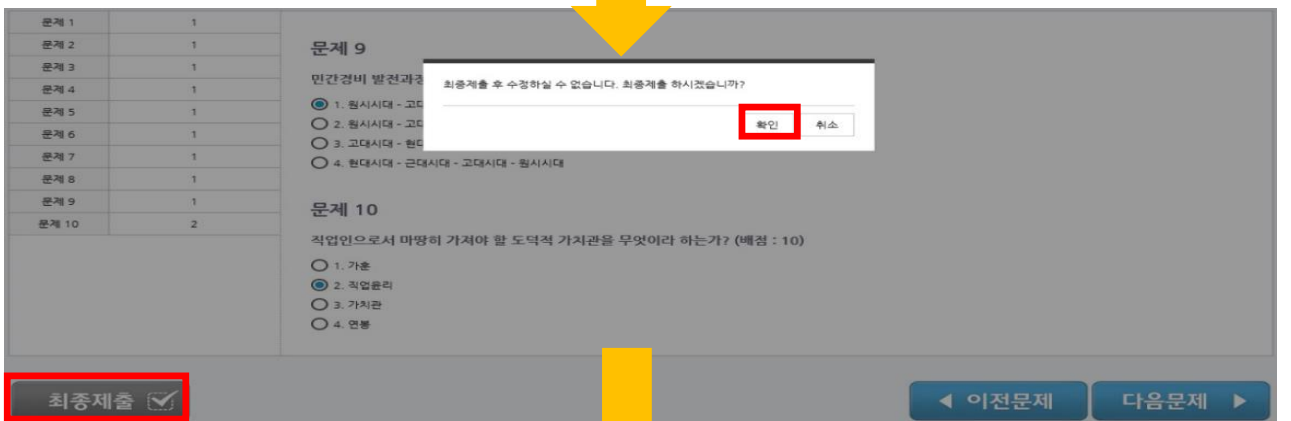 문제 1 1
문제 2 1
문제 3 1
문제 4 1
문제 5 1
문제 6 1
문제 7 1
문제 8 1
문제 9 1
문제 10 2
문제 9
민간경비 발전과정
1. 원시시대 - 고대
2. 원시시대 - 고대
3. 고대시대 - 현대
4. 현대시대 - 근대시대 - 고대시대 - 원시시대
최종제출 후 수정하실 수 없습니다. 최종제출 하시겠습니까?
확인 취소
문제 10
직업인으로서 마땅히 가져야 할 도덕적 가치관을 무엇이라 하는가? (배점 : 10)
1. 가훈
2. 직업윤리
3. 가치관
4. 연봉
최종제출
이전문제
다음문제